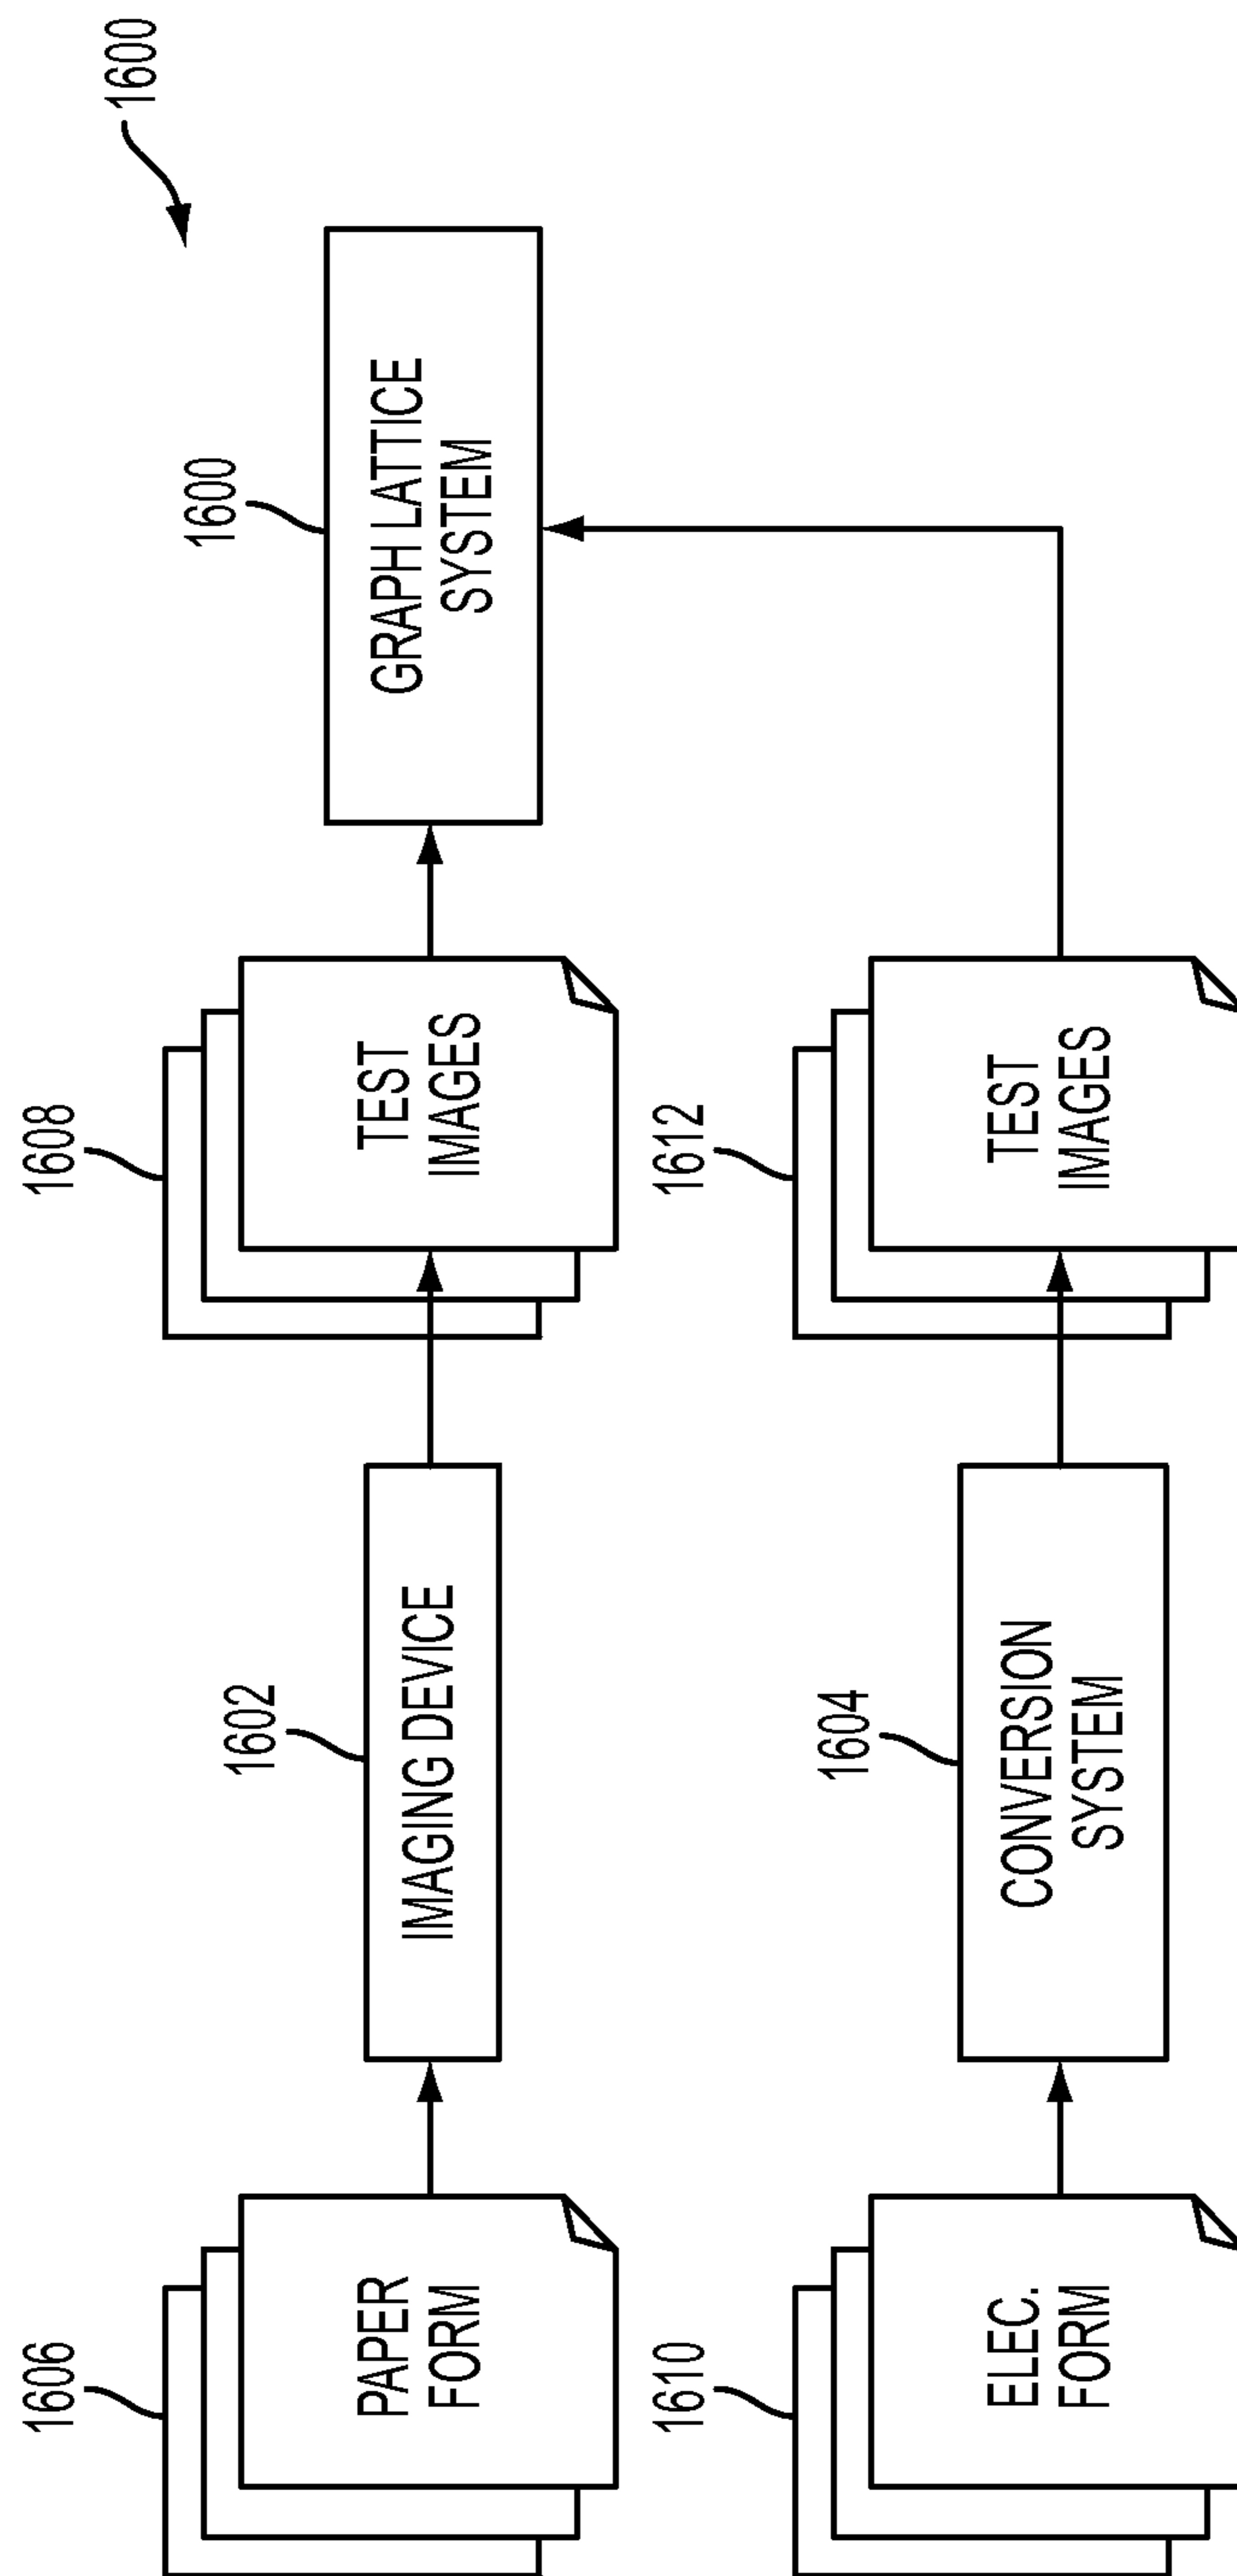 1600
1606
PAPER
FORM
1602
IMAGING DEVICE
1608
TEST
IMAGES
1600
GRAPH LATTICE
SYSTEM
1610
ELEC.
FORM
1604
CONVERSION
SYSTEM
1612
TEST
IMAGES